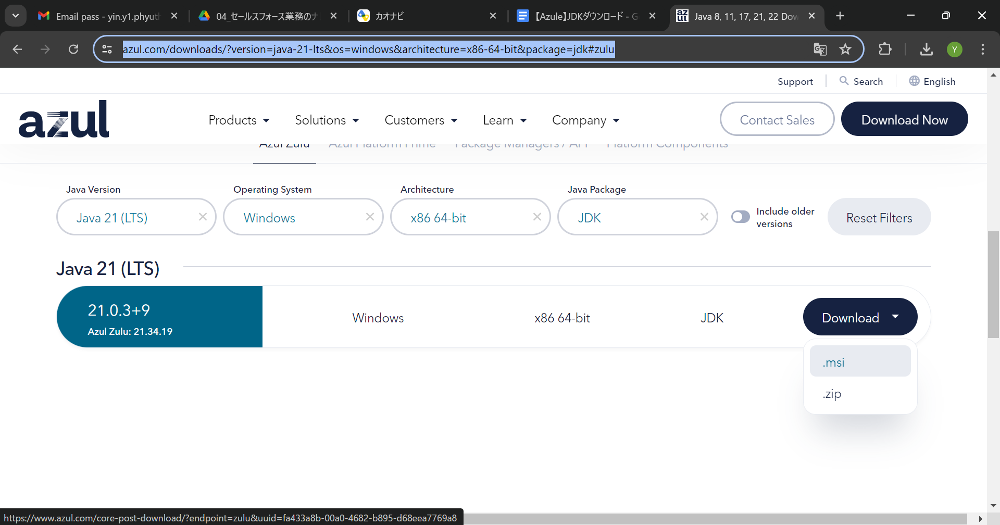 Email pass - yin.y1.phyuth
04_セールスフォース業務のナ
カオナビ
【Azule】JDKダウンロード - G
Java 8, 11, 17, 21, 22 Dow
azul.com/downloads/?version=java-21-lts&os=windows&architecture=x86-64-bit&package=jdk#zulu
Y
Support
Search
English
azul
Products
Solutions
Customers
Learn
Company
Contact Sales
Download Now
Azul Zulu
Azul Platform Prime
Package Managers / API
Platform Components
Java Version
Operating System
Architecture
Java Package
Java 21 (LTS)
Windows
x86 64-bit
JDK
Include older
versions
Reset Filters
Java 21 (LTS)
21.0.3+9
Azul Zulu: 21.34.19
Windows
x86 64-bit
JDK
Download
.msi
.zip
https://www.azul.com/core-post-download/?endpoint=zulu&uuid=fa433a8b-00a0-4682-b895-d68eea7769a8